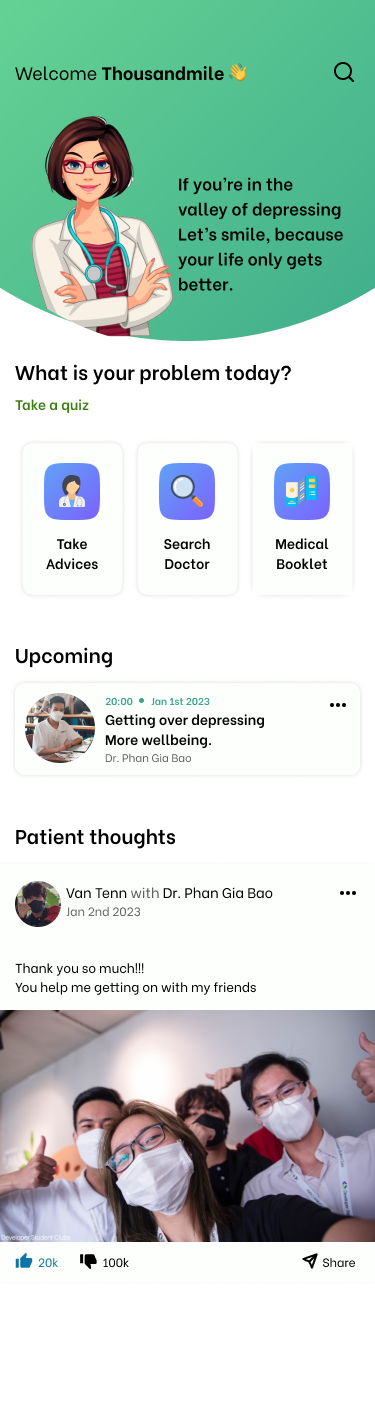 Welcome Thousandmile 👋
If you're in the
valley of depressing
Let's smile, because
your life only gets
better.
What is your problem today?
Take a quiz
Take
Advices
Search
Doctor
Medical
Booklet
Upcoming
20:00 • Jan 1st 2023
Getting over depressing
More wellbeing.
Dr. Phan Gia Bao
Patient thoughts
Van Tenn with Dr. Phan Gia Bao
Jan 2nd 2023
Thank you so much!!!
You help me getting on with my friends
Developer Student Clubs
20k
100k
Share